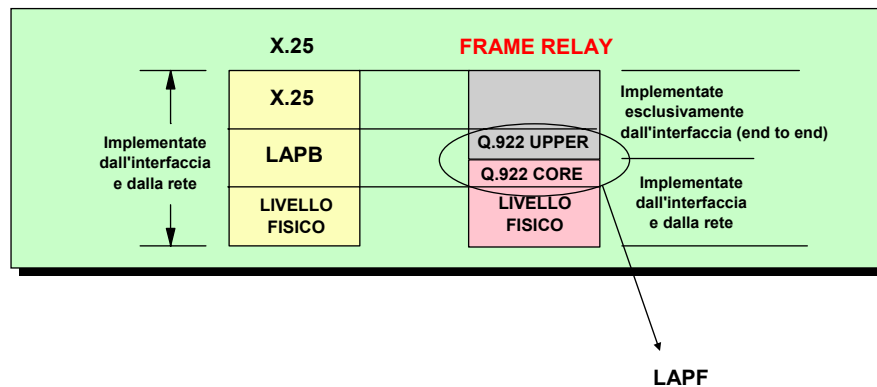 X.25
FRAME RELAY
X.25
LAPB
LIVELLO
FISICO
Implementate
dall'interfaccia
e dalla rete
Q.922 UPPER
Q.922 CORE
LIVELLO
FISICO
Implementate
esclusivamente
dall'interfaccia (end to end)
Implementate
dall'interfaccia
e dalla rete
LAPF